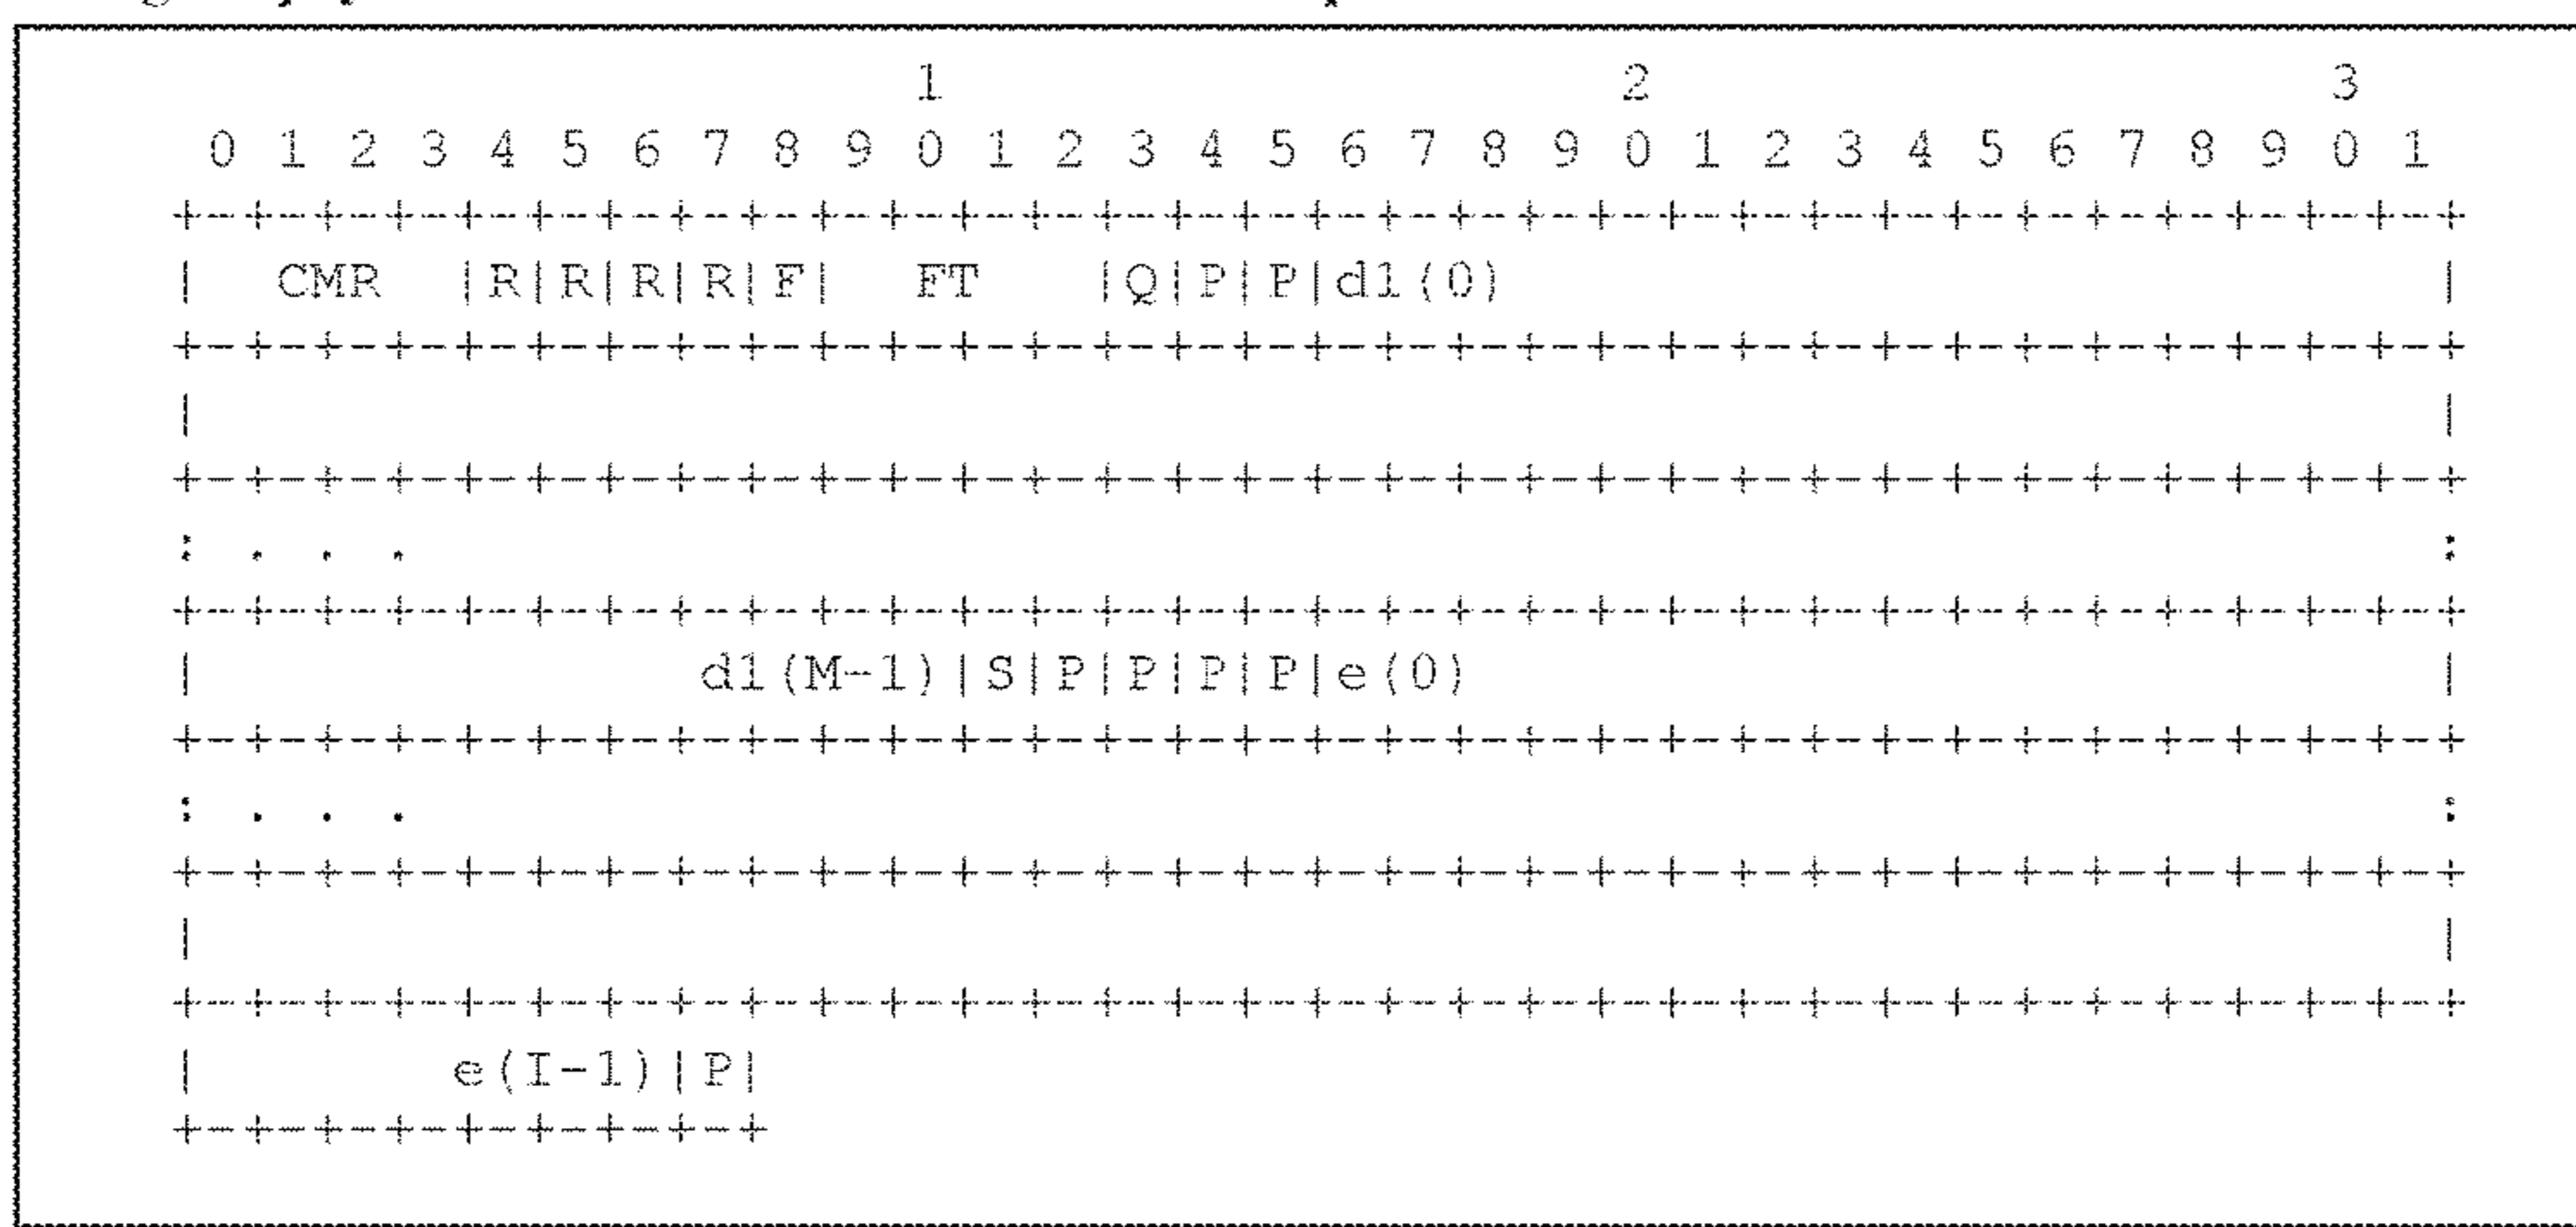 1                   2                   3
0 1 2 3 4 5 6 7 8 9 0 1 2 3 4 5 6 7 8 9 0 1 2 3 4 5 6 7 8 9 0 1
+-+-+-+-+-+-+-+-+-+-+-+-+-+-+-+-+-+-+-+-+-+-+-+-+-+-+-+-+-+-+-+-+
|  CMR  |R|R|R|R|F|  FT   |Q|P|P|d1(0)                          |
+-+-+-+-+-+-+-+-+-+-+-+-+-+-+-+-+-+-+-+-+-+-+-+-+-+-+-+-+-+-+-+-+
|                                                               |
+-+-+-+-+-+-+-+-+-+-+-+-+-+-+-+-+-+-+-+-+-+-+-+-+-+-+-+-+-+-+-+-+
: . . .                                                         :
+-+-+-+-+-+-+-+-+-+-+-+-+-+-+-+-+-+-+-+-+-+-+-+-+-+-+-+-+-+-+-+-+
|              d1(M-1)|S|P|P|P|P|e(0)                           |
+-+-+-+-+-+-+-+-+-+-+-+-+-+-+-+-+-+-+-+-+-+-+-+-+-+-+-+-+-+-+-+-+
: . . .                                                         :
+-+-+-+-+-+-+-+-+-+-+-+-+-+-+-+-+-+-+-+-+-+-+-+-+-+-+-+-+-+-+-+-+
|                                                               |
+-+-+-+-+-+-+-+-+-+-+-+-+-+-+-+-+-+-+-+-+-+-+-+-+-+-+-+-+-+-+-+-+
|       e(I-1)|P|
+-+-+-+-+-+-+-+-+